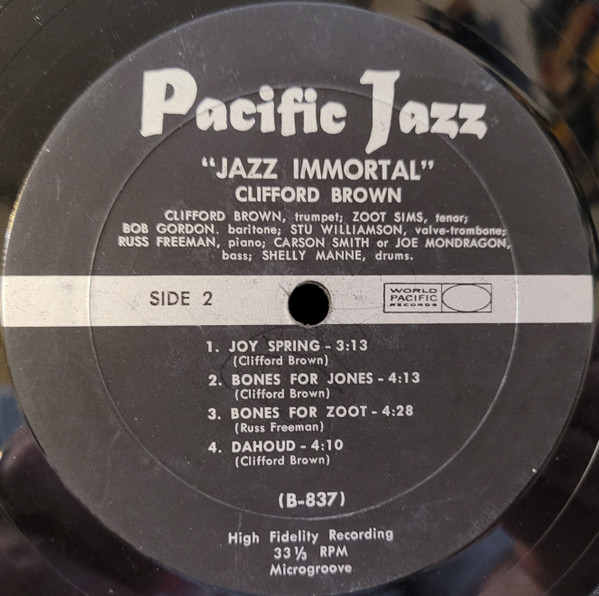 Pacific Jazz
"JAZZ IMMORTAL"
CLIFFORD BROWN
CLIFFORD BROWN, trumpet; ZOOT SIMS, tenor;
BOB GORDON. baritone; STU WILLIAMSON, valve-trombone;
RUSS FREEMAN, piano; CARSON SMITH or JOE MONDRAGON,
bass; SHELLY MANNE, drums.
SIDE 2
WORLD
PACIFIC
RECORDS
1. JOY SPRING - 3:13
(Clifford Brown)
2. BONES FOR JONES - 4:13
(Clifford Brown)
3. BONES FOR ZOOT - 4:28
(Russ Freeman)
4. DAHOUD - 4:10
(Clifford Brown)
(B-837)
High Fidelity Recording
33⅓ RPM
Microgroove